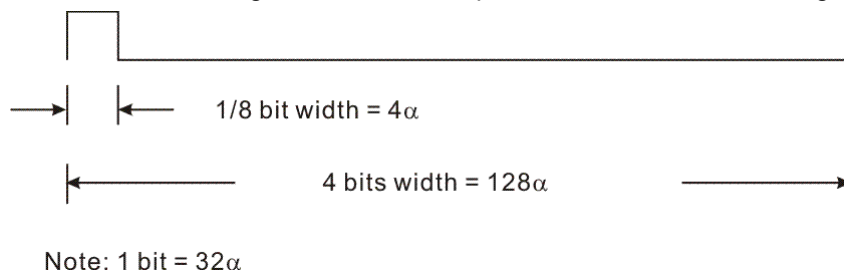 1/8 bit width = 4α
4 bits width = 128α
Note: 1 bit = 32α